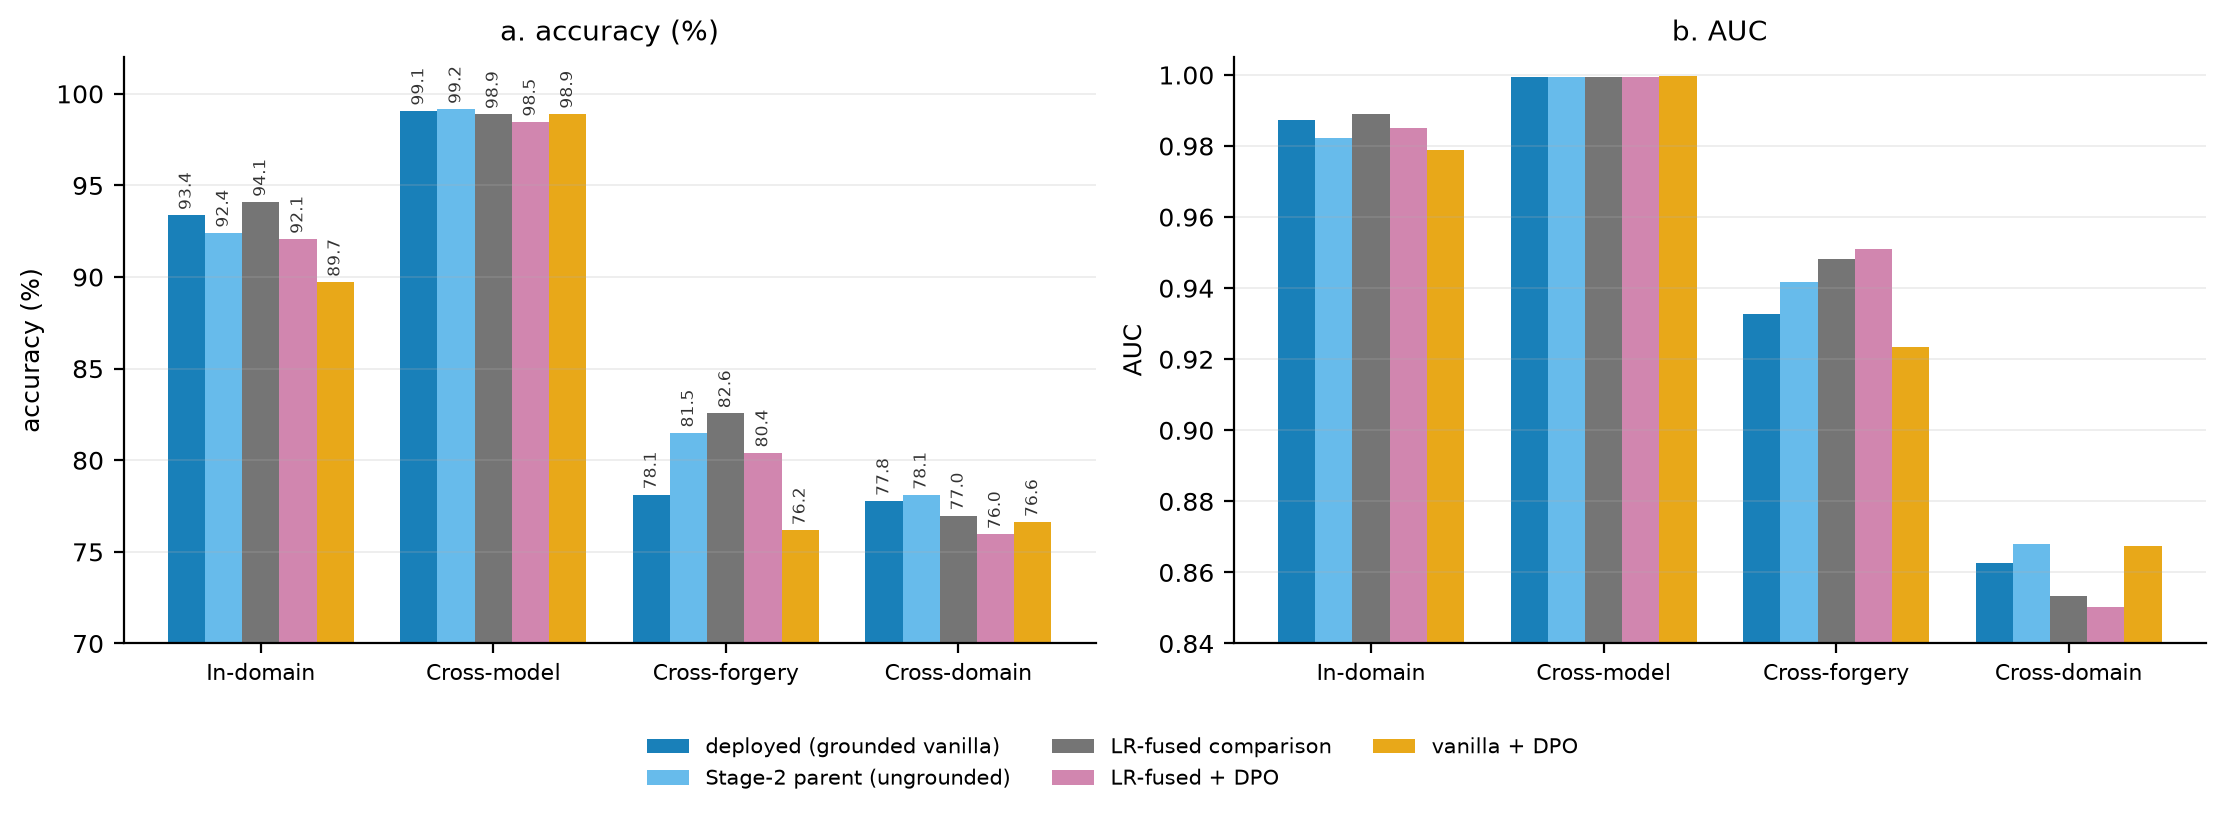 a. accuracy (%)
accuracy (%)
100
95
90
85
80
75
70
93.4
92.4
94.1
92.1
89.7
99.1
99.2
98.9
98.5
98.9
78.1
81.5
82.6
80.4
76.2
77.8
78.1
77.0
76.0
76.6
In-domain
Cross-model
Cross-forgery
Cross-domain
b. AUC
AUC
1.00
0.98
0.96
0.94
0.92
0.90
0.88
0.86
0.84
In-domain
Cross-model
Cross-forgery
Cross-domain
deployed (grounded vanilla)
Stage-2 parent (ungrounded)
LR-fused comparison
LR-fused + DPO
vanilla + DPO